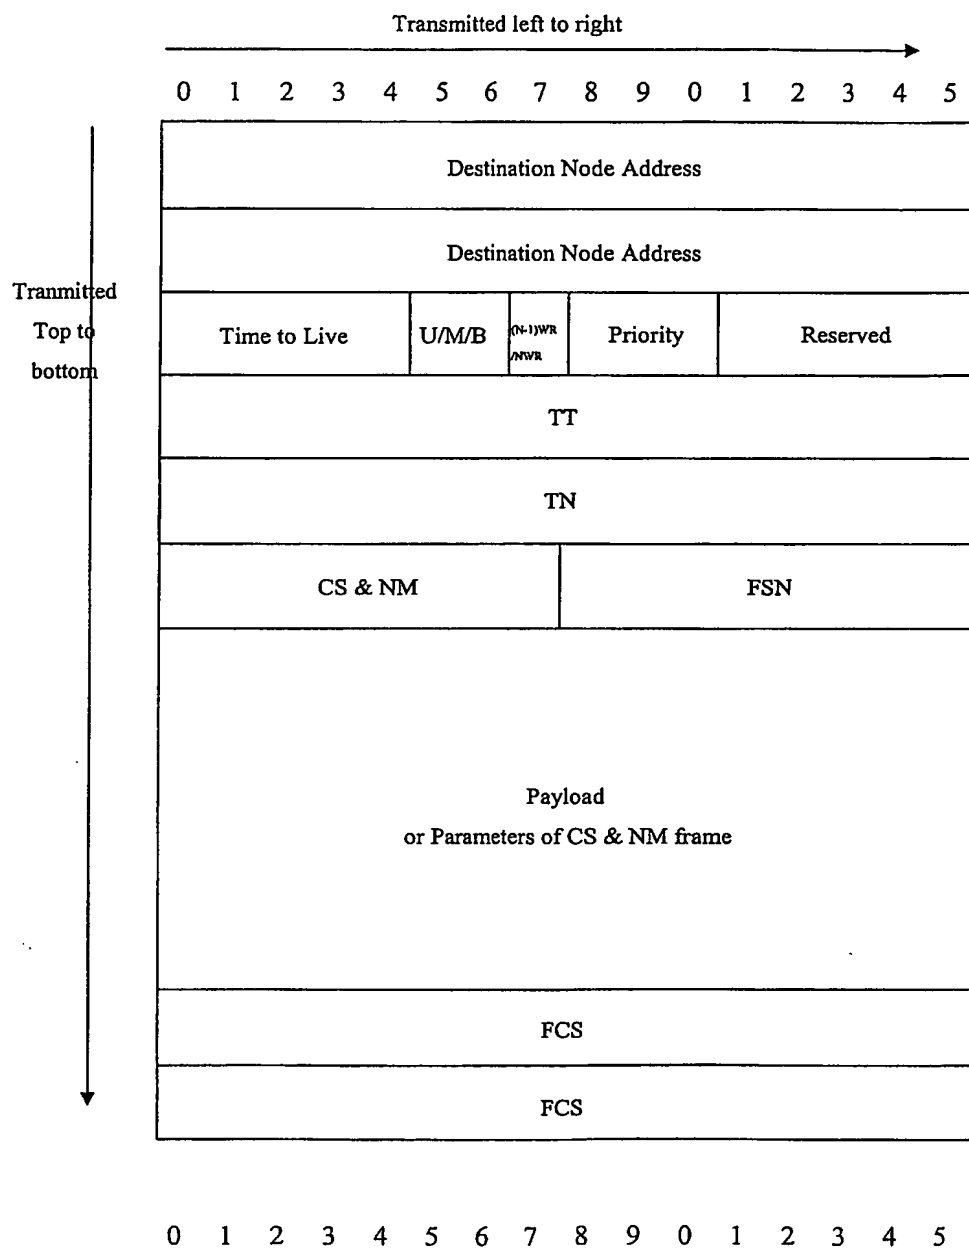 Transmitted left to right
0 1 2 3 4 5 6 7 8 9 0 1 2 3 4 5
Destination Node Address
Destination Node Address
Tranmitted
Top to
bottom
Time to Live
U/M/B
(N-1)WR
/NWR
Priority
Reserved
TT
TN
CS & NM
FSN
Payload
or Parameters of CS & NM frame
FCS
FCS
0 1 2 3 4 5 6 7 8 9 0 1 2 3 4 5